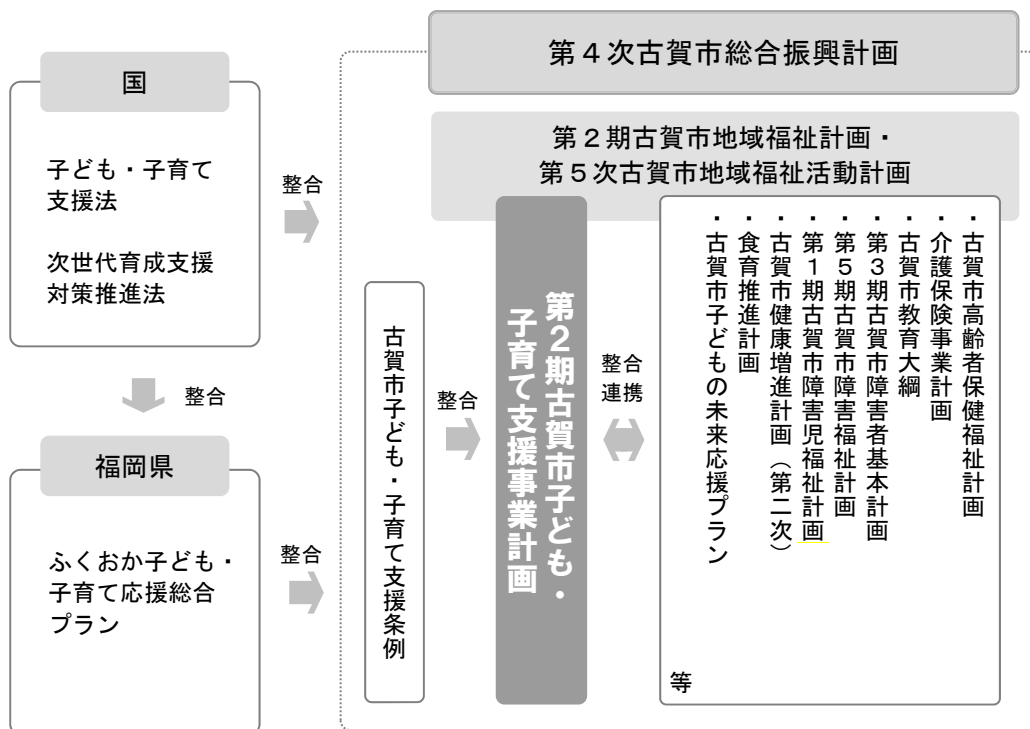 国
子ども・子育て
支援法
次世代育成支援
対策推進法
整合
整合
福岡県
ふくおか子ども・
子育て応援総合
プラン
整合
第4次古賀市総合振興計画
第2期古賀市地域福祉計画・
第5次古賀市地域福祉活動計画
古賀市子ども・子育て支援条例
整合
第2期古賀市子ども・
子育て支援事業計画
整合
連携
・古賀市高齢者保健福祉計画
・介護保険事業計画
・古賀市教育大綱
・第3期古賀市障害者基本計画
・第5期古賀市障害福祉計画
・第1期古賀市障害児福祉計画
・古賀市健康増進計画(第二次)
・食育推進計画
・古賀市子どもの未来応援プラン
等